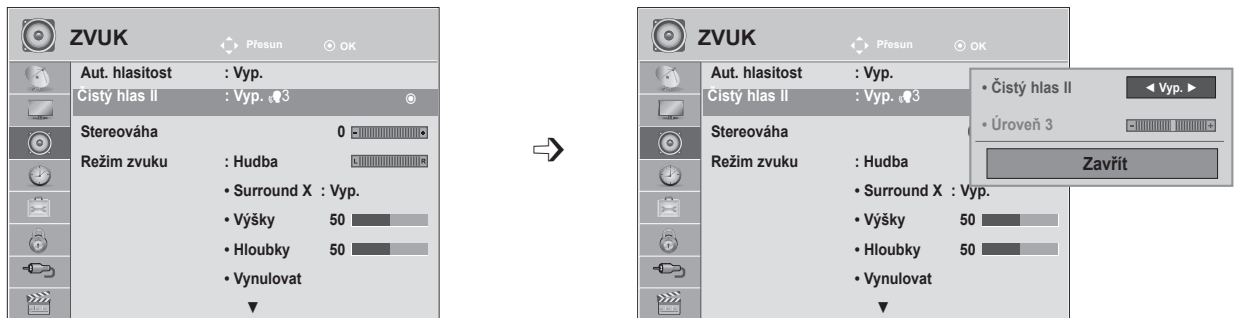 ZVUK
Přesun OK
Aut. hlasitost : Vyp.
Čistý hlas II : Vyp. 3
Stereováha 0 - +
Režim zvuku : Hudba L R
• Surround X : Vyp.
• Výšky 50
• Hloubky 50
• Vynulovat
ZVUK
Přesun OK
Aut. hlasitost : Vyp.
Čistý hlas II : Vyp. 3
Stereováha
Režim zvuku : Hudba
• Surround X : Vyp.
• Výšky 50
• Hloubky 50
• Vynulovat
• Čistý hlas II ◄ Vyp. ►
• Úroveň 3 - +
Zavřít